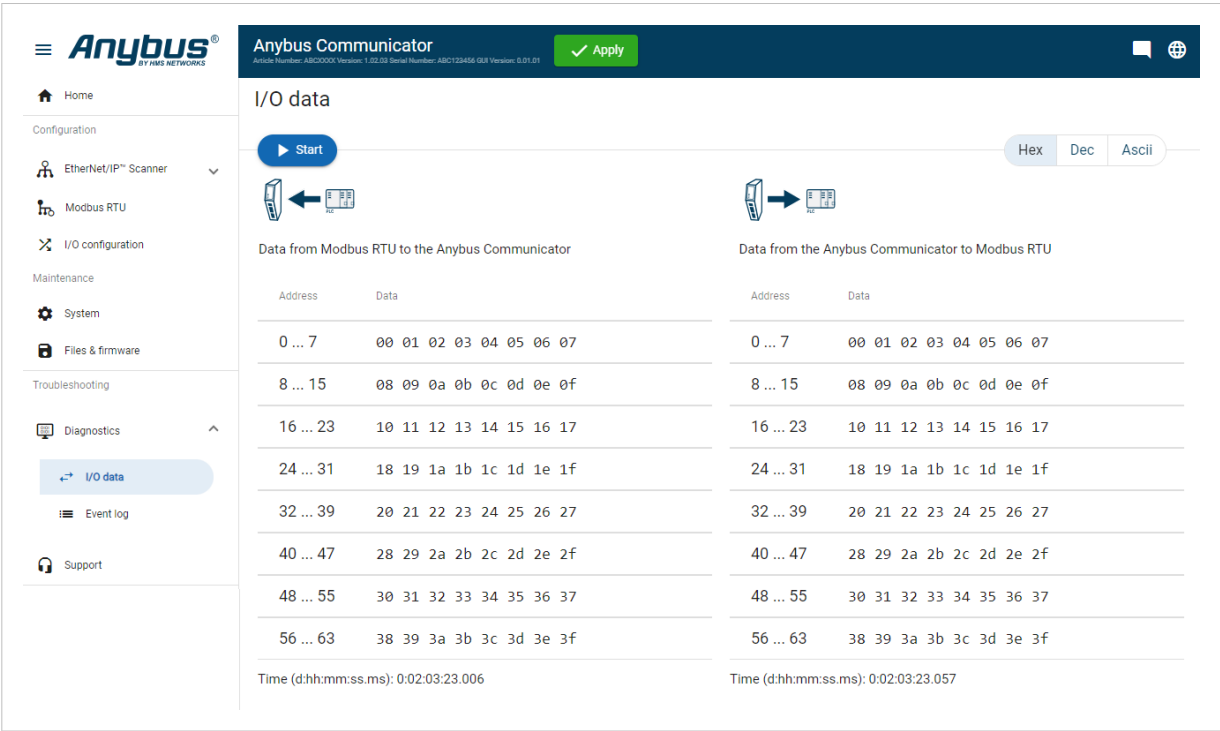 Anybus®
BY HMS NETWORKS
Anybus Communicator
Article Number: ABCXXXX Version: 1.02.03 Serial Number: ABC123456 GUI Version: 0.01.01
Apply
Home
Configuration
EtherNet/IP™ Scanner
Modbus RTU
I/O configuration
Maintenance
System
Files & firmware
Troubleshooting
Diagnostics
I/O data
Event log
Support
I/O data
Start
Hex Dec Ascii
PLC
Data from Modbus RTU to the Anybus Communicator
Address Data
0 ... 7 00 01 02 03 04 05 06 07
8 ... 15 08 09 0a 0b 0c 0d 0e 0f
16 ... 23 10 11 12 13 14 15 16 17
24 ... 31 18 19 1a 1b 1c 1d 1e 1f
32 ... 39 20 21 22 23 24 25 26 27
40 ... 47 28 29 2a 2b 2c 2d 2e 2f
48 ... 55 30 31 32 33 34 35 36 37
56 ... 63 38 39 3a 3b 3c 3d 3e 3f
Time (d:hh:mm:ss.ms): 0:02:03:23.006
PLC
Data from the Anybus Communicator to Modbus RTU
Address Data
0 ... 7 00 01 02 03 04 05 06 07
8 ... 15 08 09 0a 0b 0c 0d 0e 0f
16 ... 23 10 11 12 13 14 15 16 17
24 ... 31 18 19 1a 1b 1c 1d 1e 1f
32 ... 39 20 21 22 23 24 25 26 27
40 ... 47 28 29 2a 2b 2c 2d 2e 2f
48 ... 55 30 31 32 33 34 35 36 37
56 ... 63 38 39 3a 3b 3c 3d 3e 3f
Time (d:hh:mm:ss.ms): 0:02:03:23.057